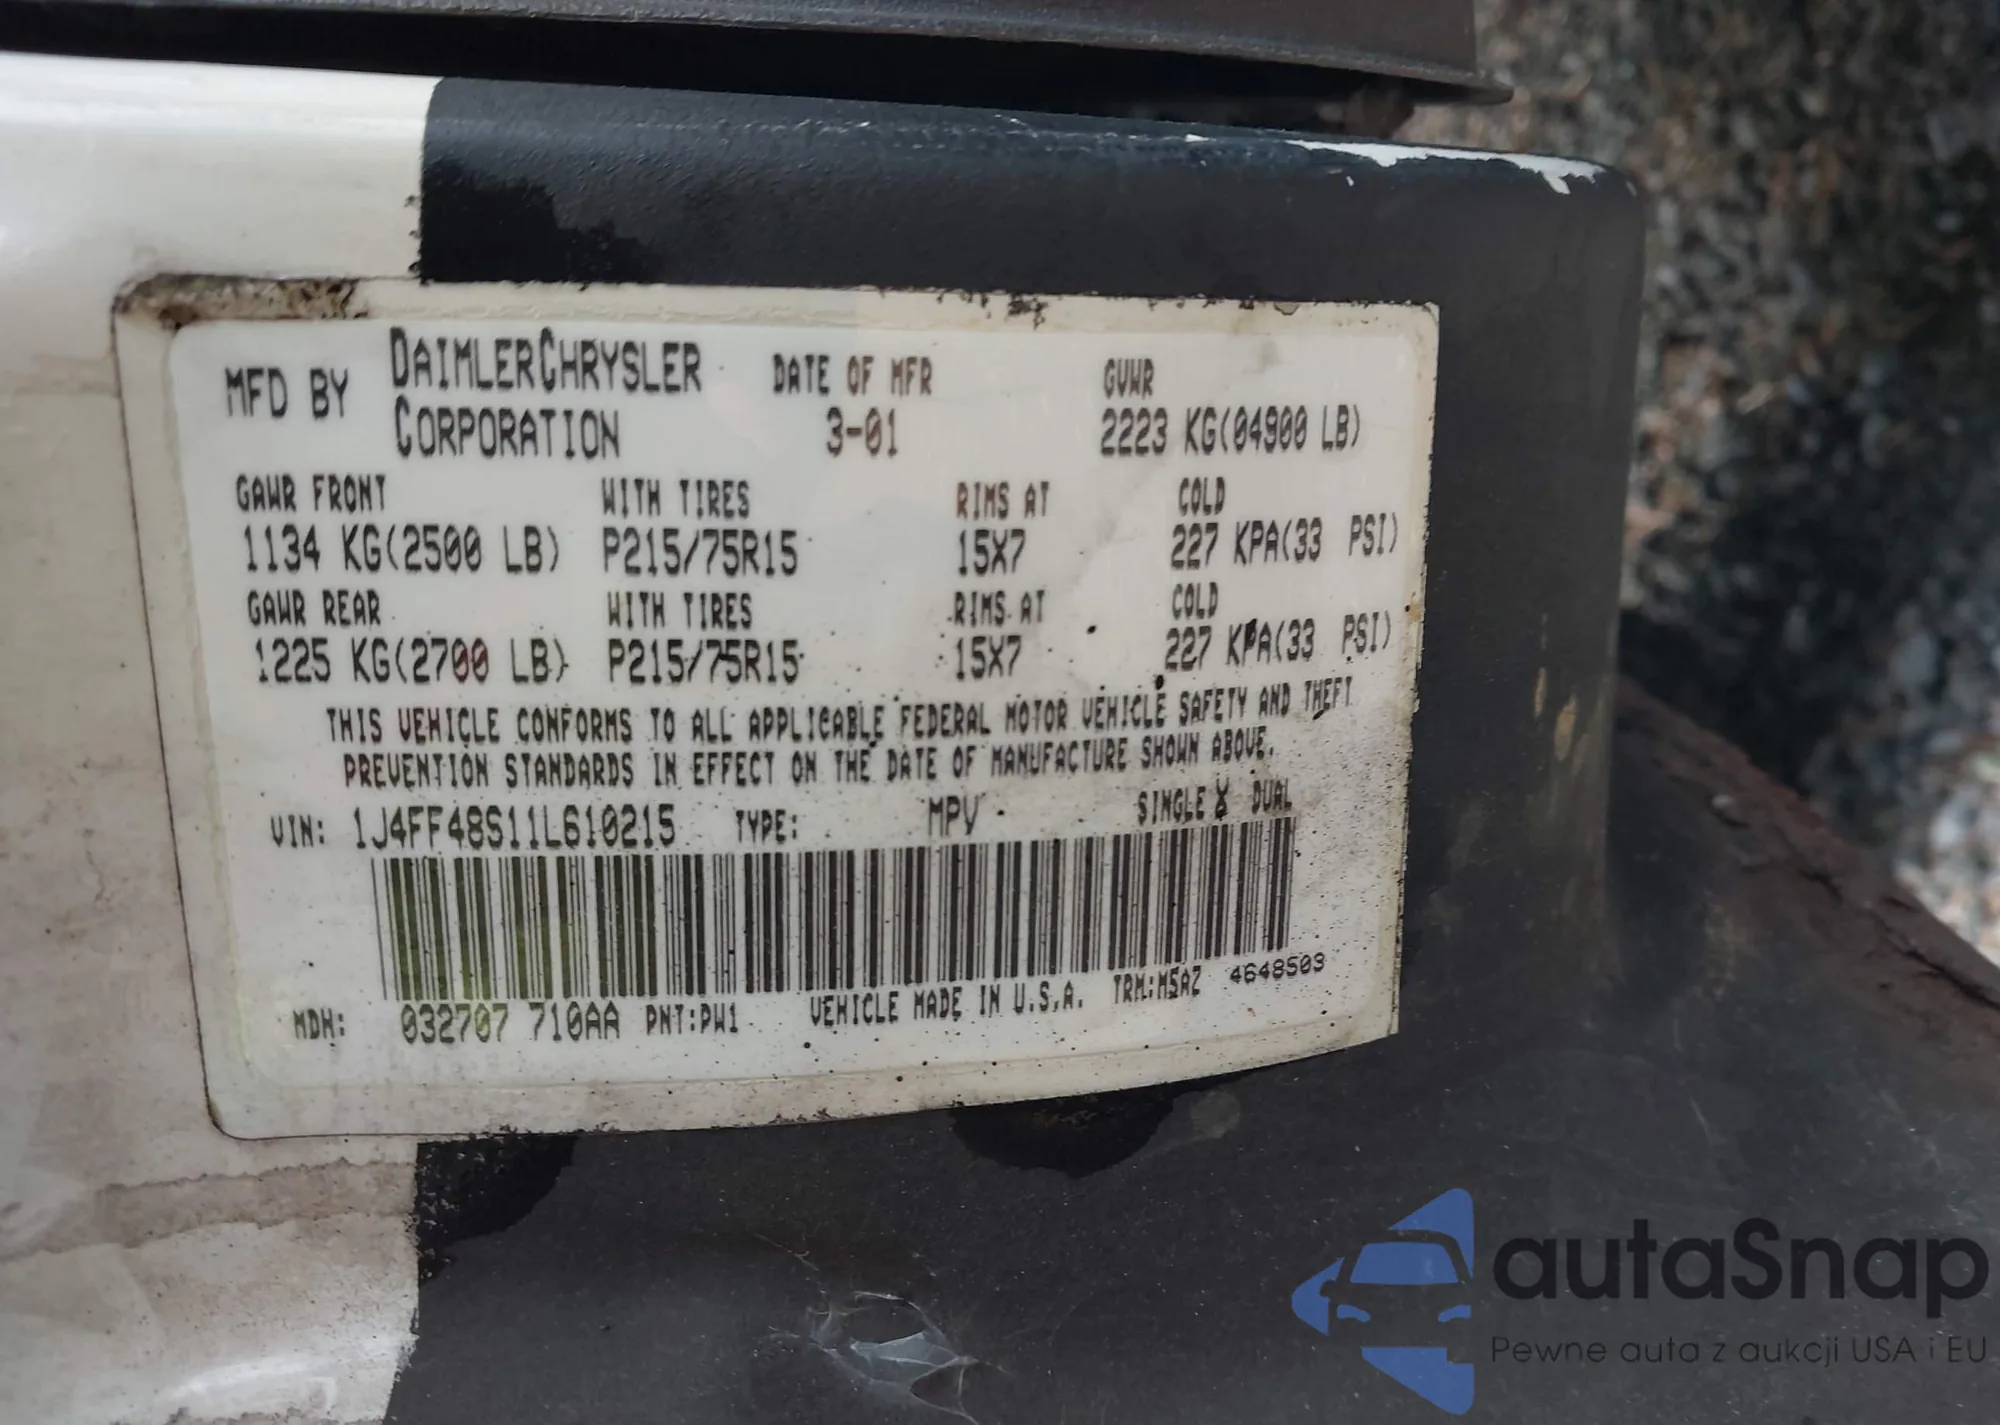 MFD BY DAIMLERCHRYSLER CORPORATION
DATE OF MFR
3-01
GVWR
2223 KG(04900 LB)
GAWR FRONT WITH TIRES RIMS AT COLD
1134 KG(2500 LB) P215/75R15 15X7 227 KPA(33 PSI)
GAWR REAR WITH TIRES RIMS AT COLD
1225 KG(2700 LB) P215/75R15 15X7 227 KPA(33 PSI)
THIS VEHICLE CONFORMS TO ALL APPLICABLE FEDERAL MOTOR VEHICLE SAFETY AND THEFT
PREVENTION STANDARDS IN EFFECT ON THE DATE OF MANUFACTURE SHOWN ABOVE.
VIN: 1J4FF48S11L610215 TYPE: MPV SINGLE X DUAL
MDH: 032707 710AA PNT:PW1 VEHICLE MADE IN U.S.A. TRM:M5AZ 4648503
autaSnap
Pewne auta z aukcji USA i EU